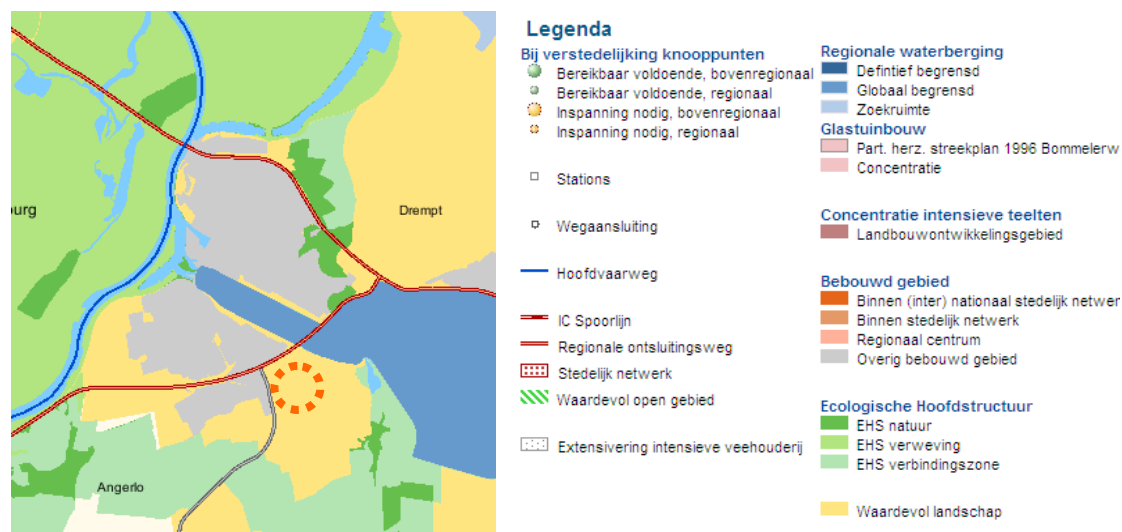 urg
Drempt
Angerlo
Legenda
Bij verstedelijking knooppunten
Bereikbaar voldoende, bovenregionaal
Bereikbaar voldoende, regionaal
Inspanning nodig, bovenregionaal
Inspanning nodig, regionaal
Stations
Wegaansluiting
Hoofdvaarweg
IC Spoorlijn
Regionale ontsluitingsweg
Stedelijk netwerk
Waardevol open gebied
Extensivering intensieve veehouderij
Regionale waterberging
Defintief begrensd
Globaal begrensd
Zoekruimte
Glastuinbouw
Part. herz. streekplan 1996 Bommelerw
Concentratie
Concentratie intensieve teelten
Landbouwontwikkelingsgebied
Bebouwd gebied
Binnen (inter) nationaal stedelijk netwer
Binnen stedelijk netwerk
Regionaal centrum
Overig bebouwd gebied
Ecologische Hoofdstructuur
EHS natuur
EHS verweving
EHS verbindingszone
Waardevol landschap